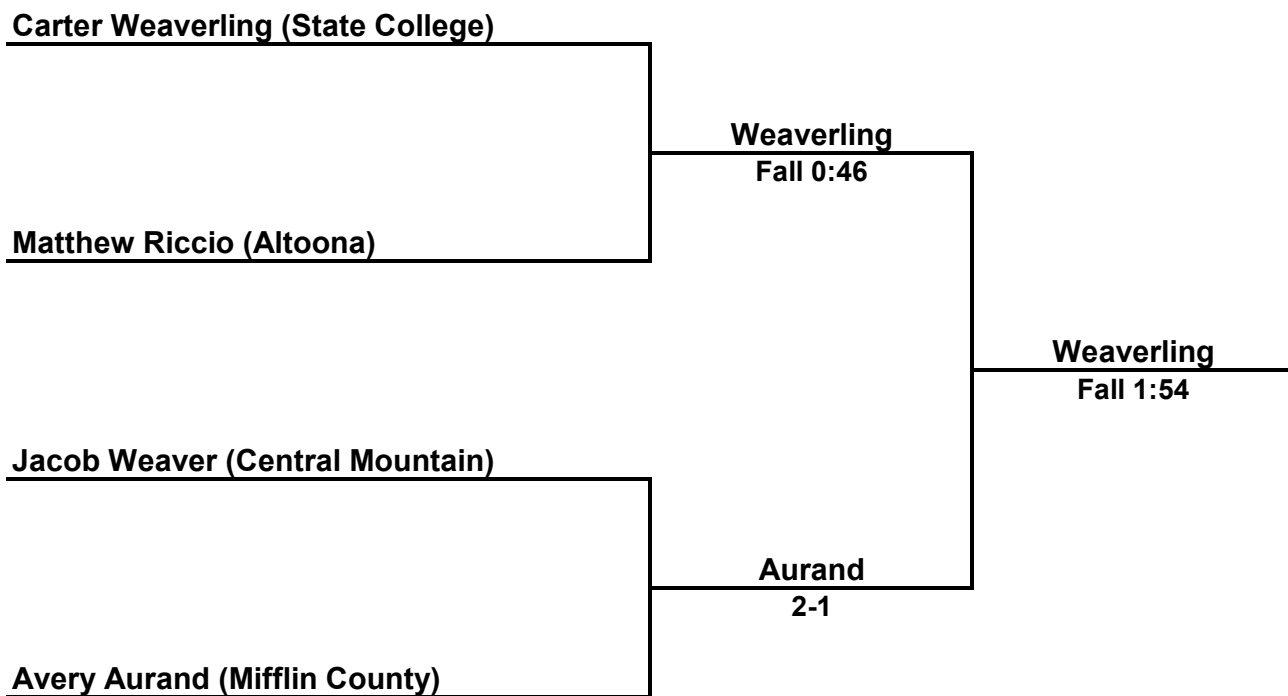 Carter Weaverling (State College)
Weaverling
Fall 0:46
Matthew Riccio (Altoona)
Weaverling
Fall 1:54
Jacob Weaver (Central Mountain)
Aurand
2-1
Avery Aurand (Mifflin County)